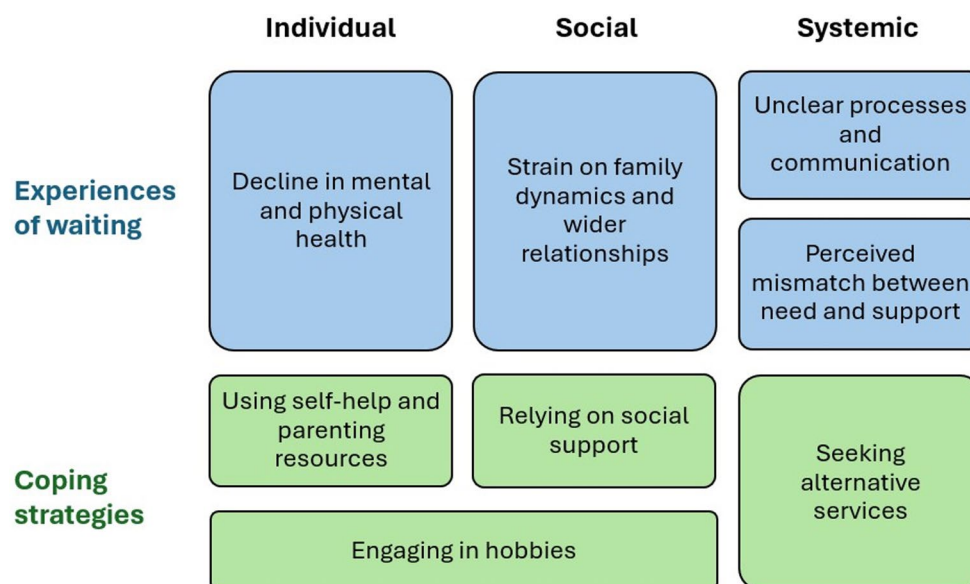 Individual
Social
Systemic
Experiences
of waiting
Decline in mental
and physical
health
Strain on family
dynamics and
wider
relationships
Unclear processes
and
communication
Perceived
mismatch between
need and support
Coping
strategies
Using self-help and
parenting
resources
Relying on social
support
Seeking
alternative
services
Engaging in hobbies